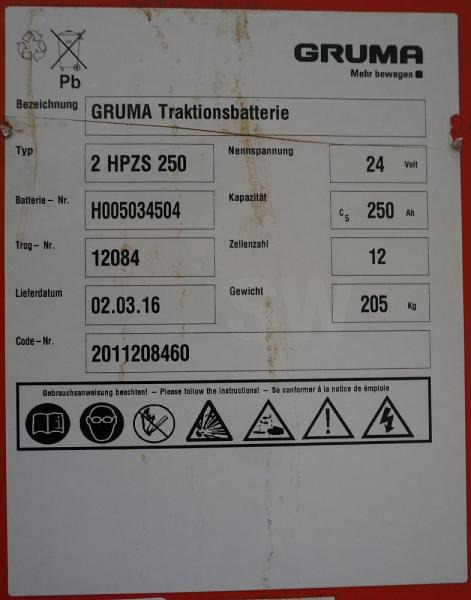 GRUMA
Mehr bewegen
Pb
Bezeichnung GRUMA Traktionsbatterie
Typ 2 HPZS 250 Nennspannung 24 Volt
Batterie– Nr. H005034504 Kapazität C5 250 Ah
Trog– Nr. 12084 Zellenzahl 12
Lieferdatum 02.03.16 Gewicht 205 Kg
Code–Nr. 2011208460
SW
Gebrauchsanweisung beachten! – Please follow the instructions! – Se conformer à la notice de émploie